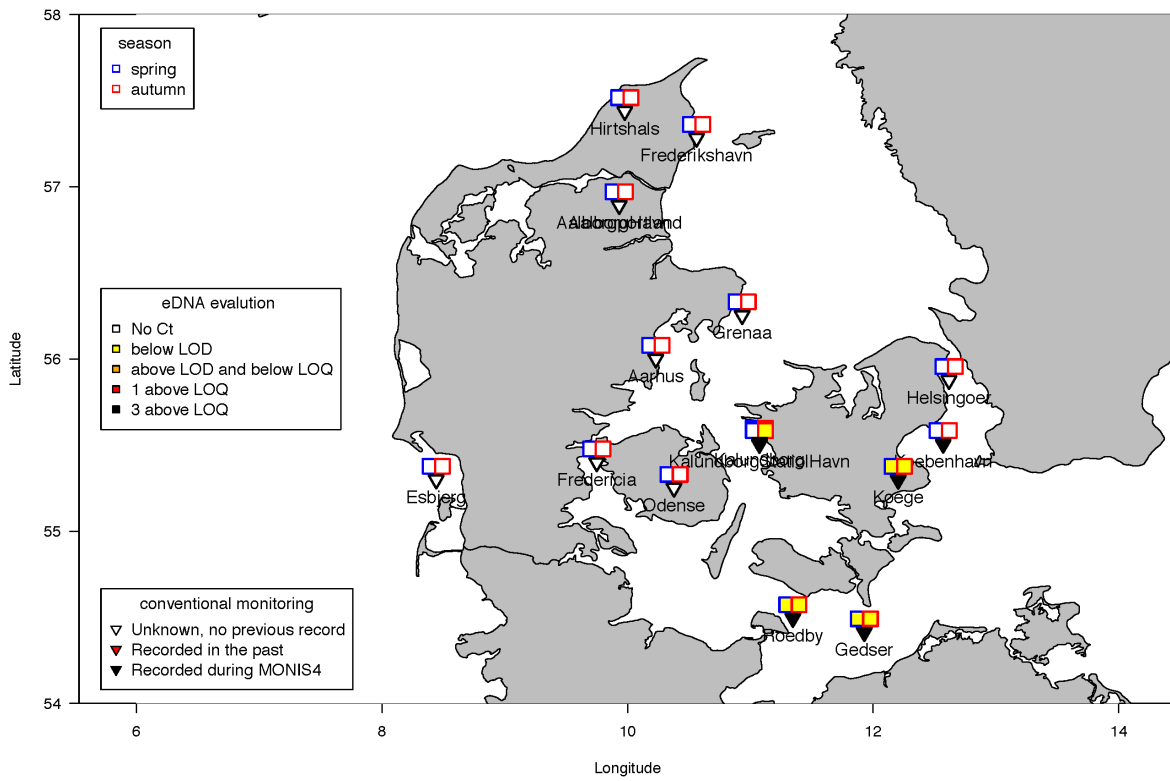 58
57
56
55
54
Latitude
season
spring
autumn
eDNA evalution
No Ct
below LOD
above LOD and below LOQ
1 above LOQ
3 above LOQ
conventional monitoring
Unknown, no previous record
Recorded in the past
Recorded during MONIS4
Hirtshals
Frederikshavn
Grenaa
Aarhus
Helsingoer
Kalundborg
Fredericia
Esbjerg
Odense
Koege
Roedby
Gedser
6
8
10
12
14
Longitude